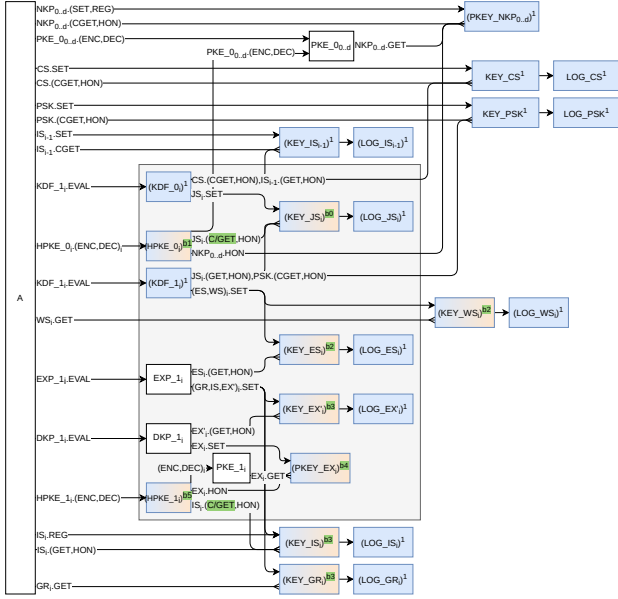 NKP0..d.(SET,REG)
(PKEY_NKP0..d)1
NKP0..d.(CGET,HON)
PKE_00..d.(ENC,DEC)
PKE_00..d
NKP0..d.GET
PKE_00..d.(ENC,DEC)
CS.SET
KEY_CS1
LOG_CS1
CS.(CGET,HON)
PSK.SET
KEY_PSK1
LOG_PSK1
PSK.(CGET,HON)
ISi-1.SET
(KEY_ISi-1)1
(LOG_ISi-1)1
ISi-1.CGET
KDF_1i.EVAL
(KDF_0i)1
CS.(CGET,HON),ISi-1.(GET,HON)
JSi.SET
(KEY_JSi)b0
(LOG_JSi)1
HPKE_0i.(ENC,DEC)i
HPKE_0i)b1
JSi.(C/GET,HON)
NKP0..d.HON
A
KDF_1i.EVAL
(KDF_1i)1
JSi.(GET,HON),PSK.(CGET,HON)
(ES,WS)i.SET
WSi.GET
(KEY_WSi)b2
(LOG_WSi)1
(KEY_ESi)b2
(LOG_ESi)1
EXP_1i.EVAL
EXP_1i
ESi.(GET,HON)
(GR,IS,EX')i.SET
(KEY_EX'i)b3
(LOG_EX'i)1
DKP_1i.EVAL
DKP_1i
EX'i.(GET,HON)
EXi.SET
(ENC,DEC)i
PKE_1i
EXi.GET
(PKEY_EXi)b4
HPKE_1i.(ENC,DEC)
HPKE_1i)b5
EXi.HON
ISi.(C/GET,HON)
ISi.REG
(KEY_ISi)b3
(LOG_ISi)1
ISi.(GET,HON)
GRi.GET
(KEY_GRi)b3
(LOG_GRi)1